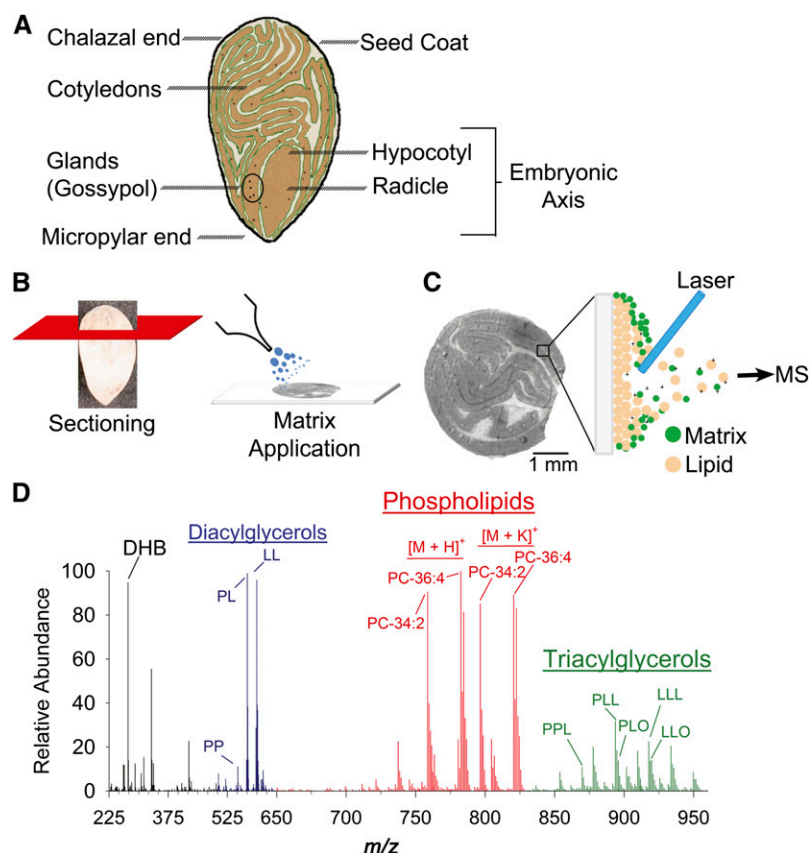 A
Chalazal end
Seed Coat
Cotyledons
Glands
(Gossypol)
Hypocotyl
Radicle
Embryonic
Axis
Micropylar end
B
Sectioning
Matrix
Application
C
Laser
MS
1 mm
Matrix
Lipid
D
Phospholipids
Diacylglycerols
[M + H]+
[M + K]+
DHB
LL
PL
PC-36:4
PC-34:2
PC-36:4
PC-34:2
Triacylglycerols
PP
PPL
PLL
PLO
LLL
LLO
Relative Abundance
100
80
60
40
20
0
225 375 525 650 700 750 800 850 900 950
m/z